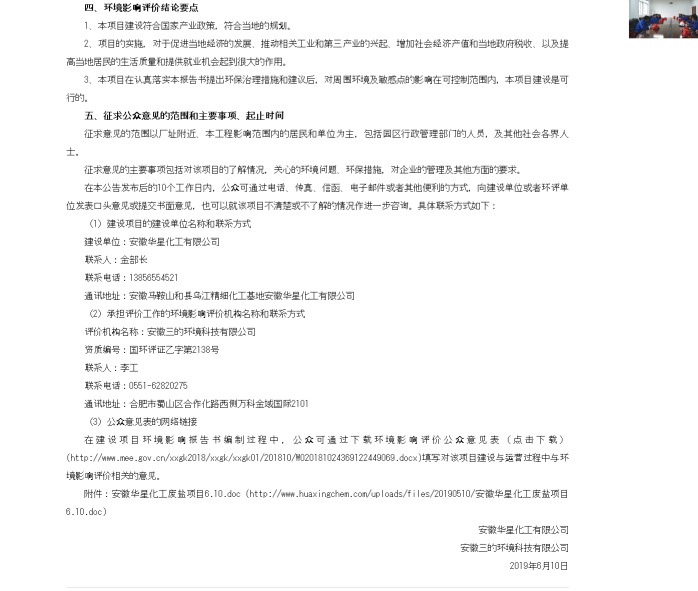 四、环境影响评价结论要点
1、本项目建设符合国家产业政策，符合当地的规划。
2、项目的实施，对于促进当地经济的发展、推动相关工业和第三产业的兴起、增加社会经济产值和当地政府税收、以及提
高当地居民的生活质量和提供就业机会起到很大的作用。
3、本项目在认真落实本报告书提出环保治理措施和建议后，对周围环境及敏感点的影响在可控制范围内，本项目建设是可
行的。
五、征求公众意见的范围和主要事项、起止时间
征求意见的范围以厂址附近、本工程影响范围内的居民和单位为主，包括园区行政管理部门的人员，及其他社会各界人
士。
征求意见的主要事项包括对该项目的了解情况，关心的环境问题、环保措施，对企业的管理及其他方面的要求。
在本公告发布后的10个工作日内，公众可通过电话、传真、信函、电子邮件或者其他便利的方式，向建设单位或者环评单
位发表口头意见或提交书面意见，也可以就该项目不清楚或不了解的情况作进一步咨询。具体联系方式如下：
（1）建设项目的建设单位名称和联系方式
建设单位：安徽华星化工有限公司
联系人：金部长
联系电话：13856554521
通讯地址：安徽马鞍山和县乌江精细化工基地安徽华星化工有限公司
（2）承担评价工作的环境影响评价机构名称和联系方式
评价机构名称：安徽三的环境科技有限公司
资质编号：国环评证乙字第2138号
联系人：李工
联系电话：0551-62820275
通讯地址：合肥市蜀山区合作化路西侧万科金域国际2101
（3）公众意见表的网络链接
在建设项目环境影响报告书编制过程中，公众可通过下载环境影响评价公众意见表（点击下载）
(http://www.mee.gov.cn/xxgk2018/xxgk/xxgk01/201810/W020181024369122449069.docx)填写对该项目建设与运营过程中与环
境影响评价相关的意见。
附件：安徽华星化工废盐项目6.10.doc (http://www.huaxingchem.com/uploads/files/20190510/安徽华星化工废盐项目
6.10.doc)
安徽华星化工有限公司
安徽三的环境科技有限公司
2019年6月10日